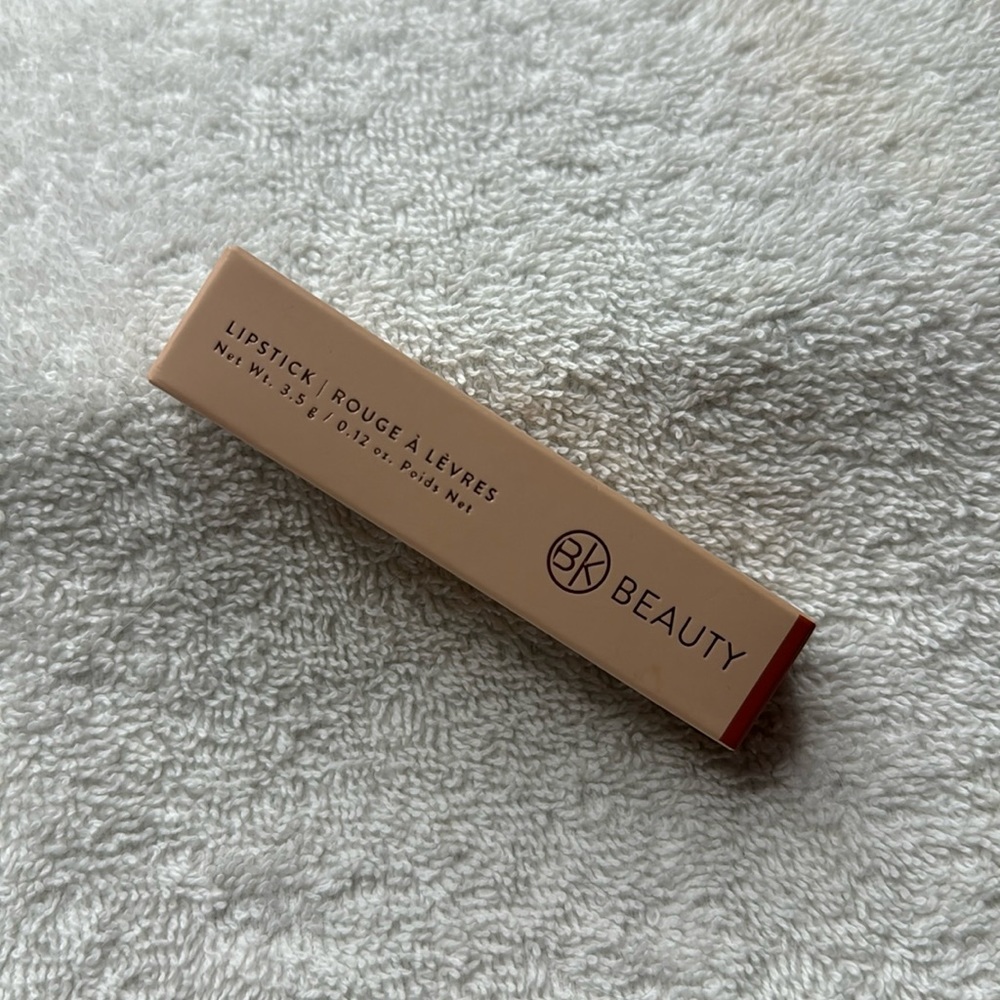 LIPSTICK | ROUGE À LÈVRES
Net Wt. 3.5 g / 0.12 oz. Poids Net
BK BEAUTY